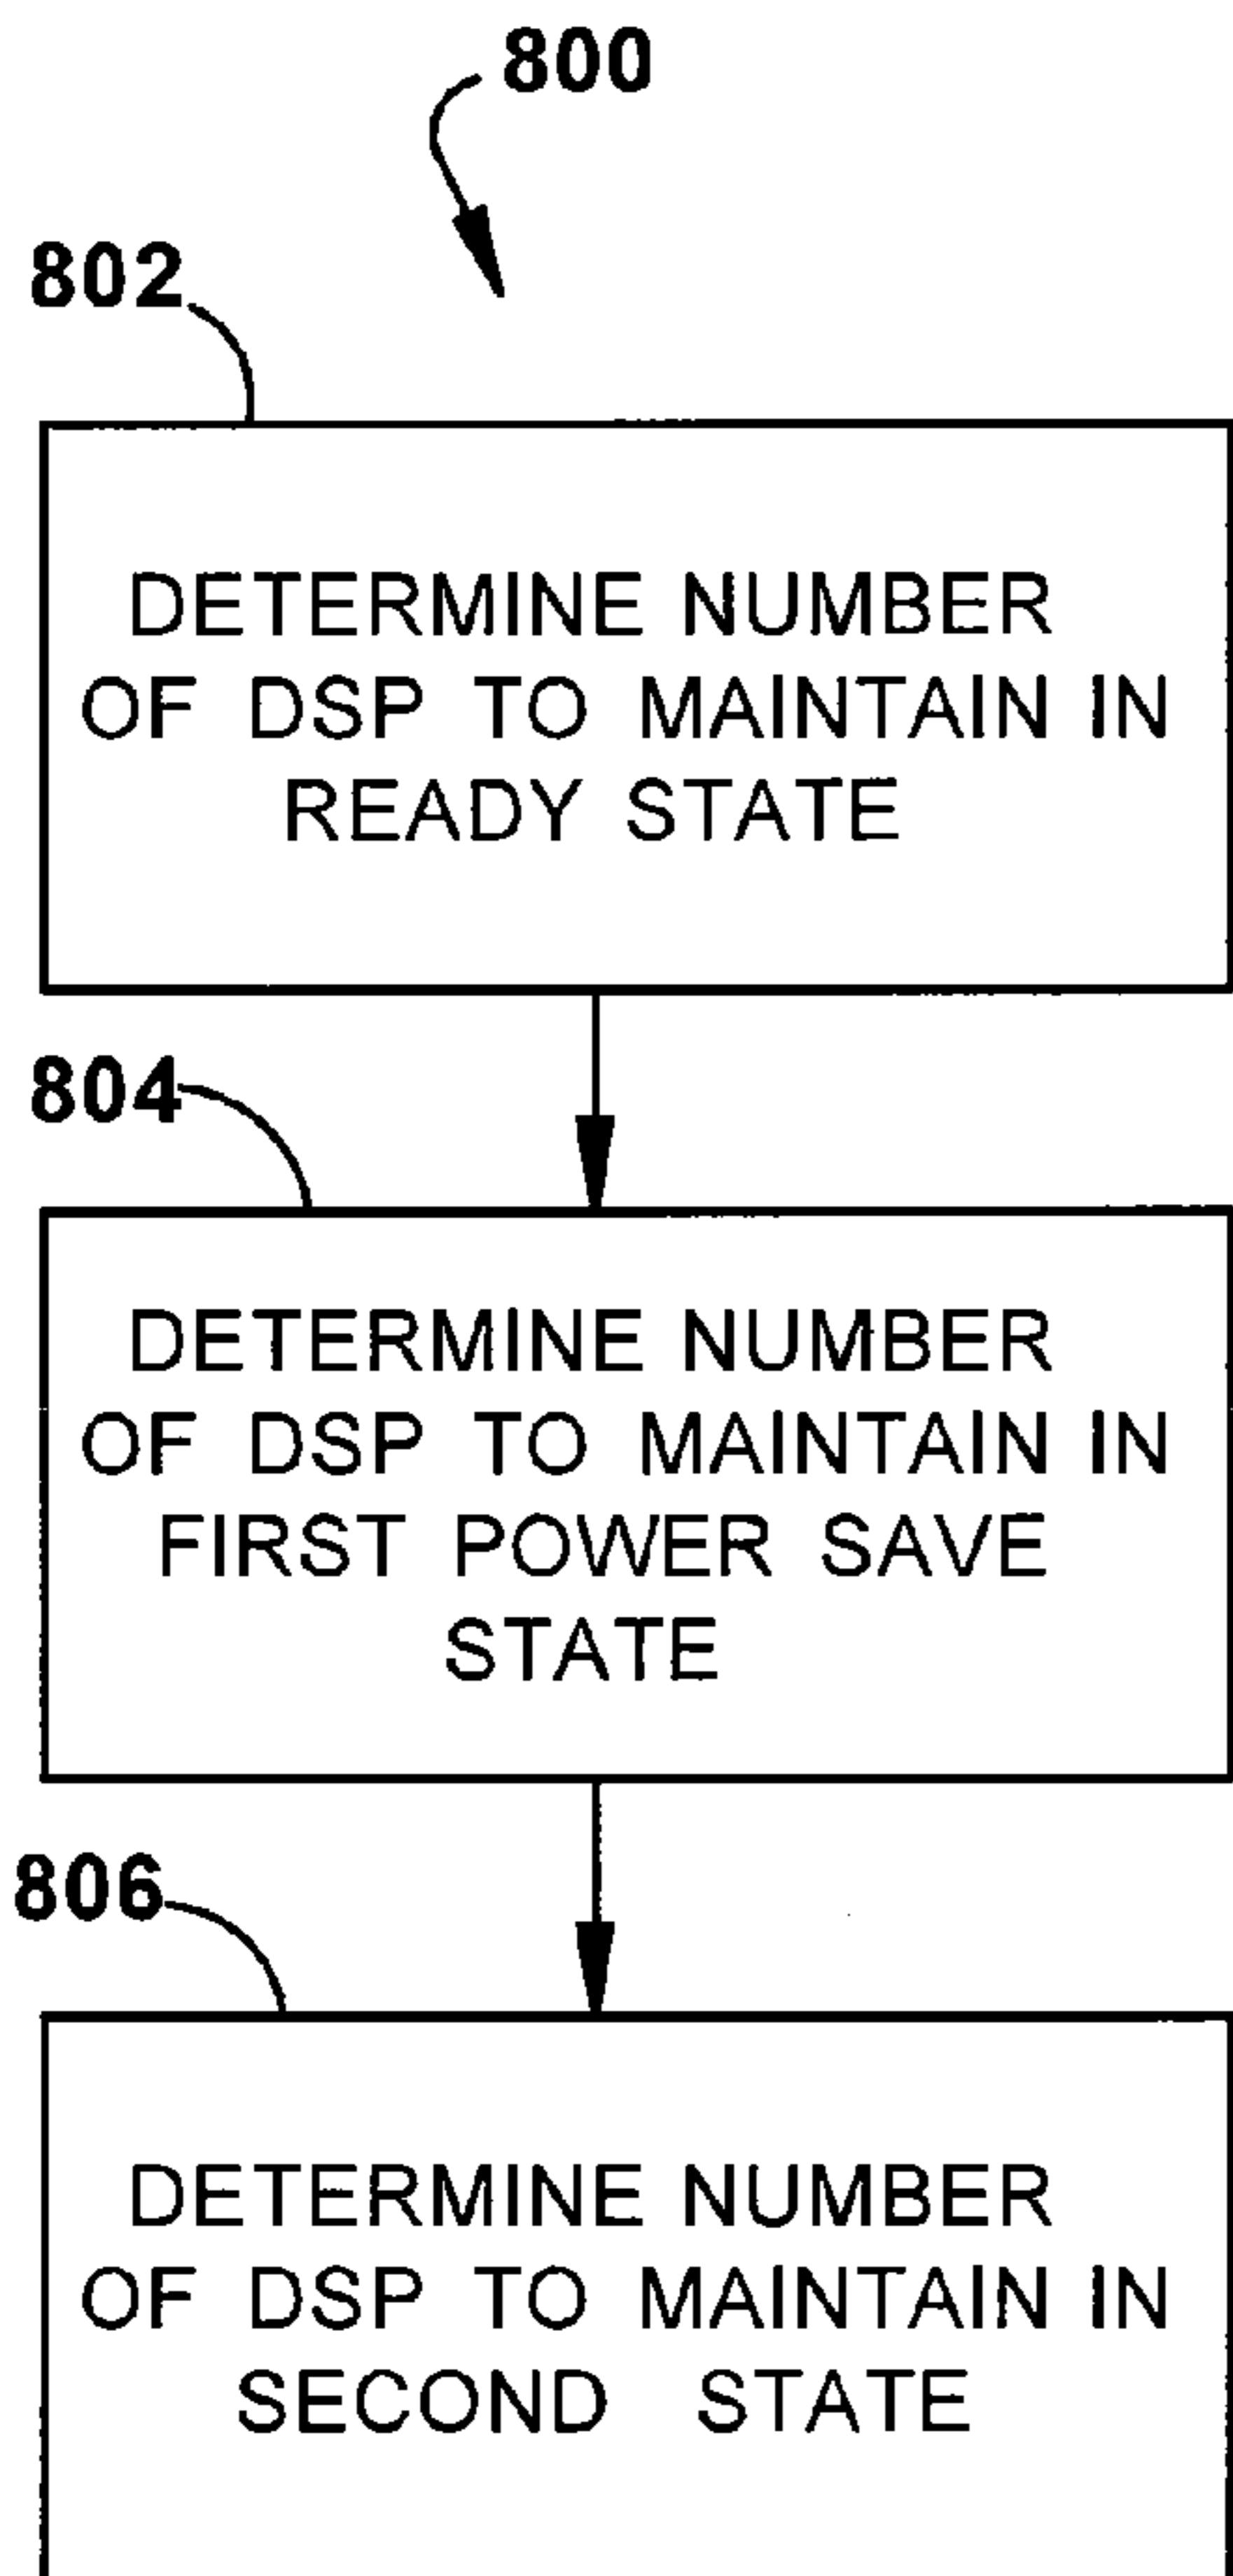 800
802
DETERMINE NUMBER
OF DSP TO MAINTAIN IN
READY STATE
804
DETERMINE NUMBER
OF DSP TO MAINTAIN IN
FIRST POWER SAVE
STATE
806
DETERMINE NUMBER
OF DSP TO MAINTAIN IN
SECOND STATE